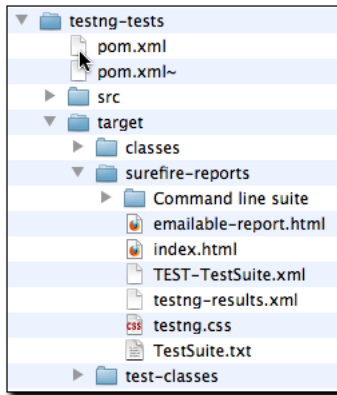 testng-tests
pom.xml
pom.xml~
src
target
classes
surefire-reports
Command line suite
emailable-report.html
index.html
TEST-TestSuite.xml
testng-results.xml
CSS testng.css
TestSuite.txt
test-classes